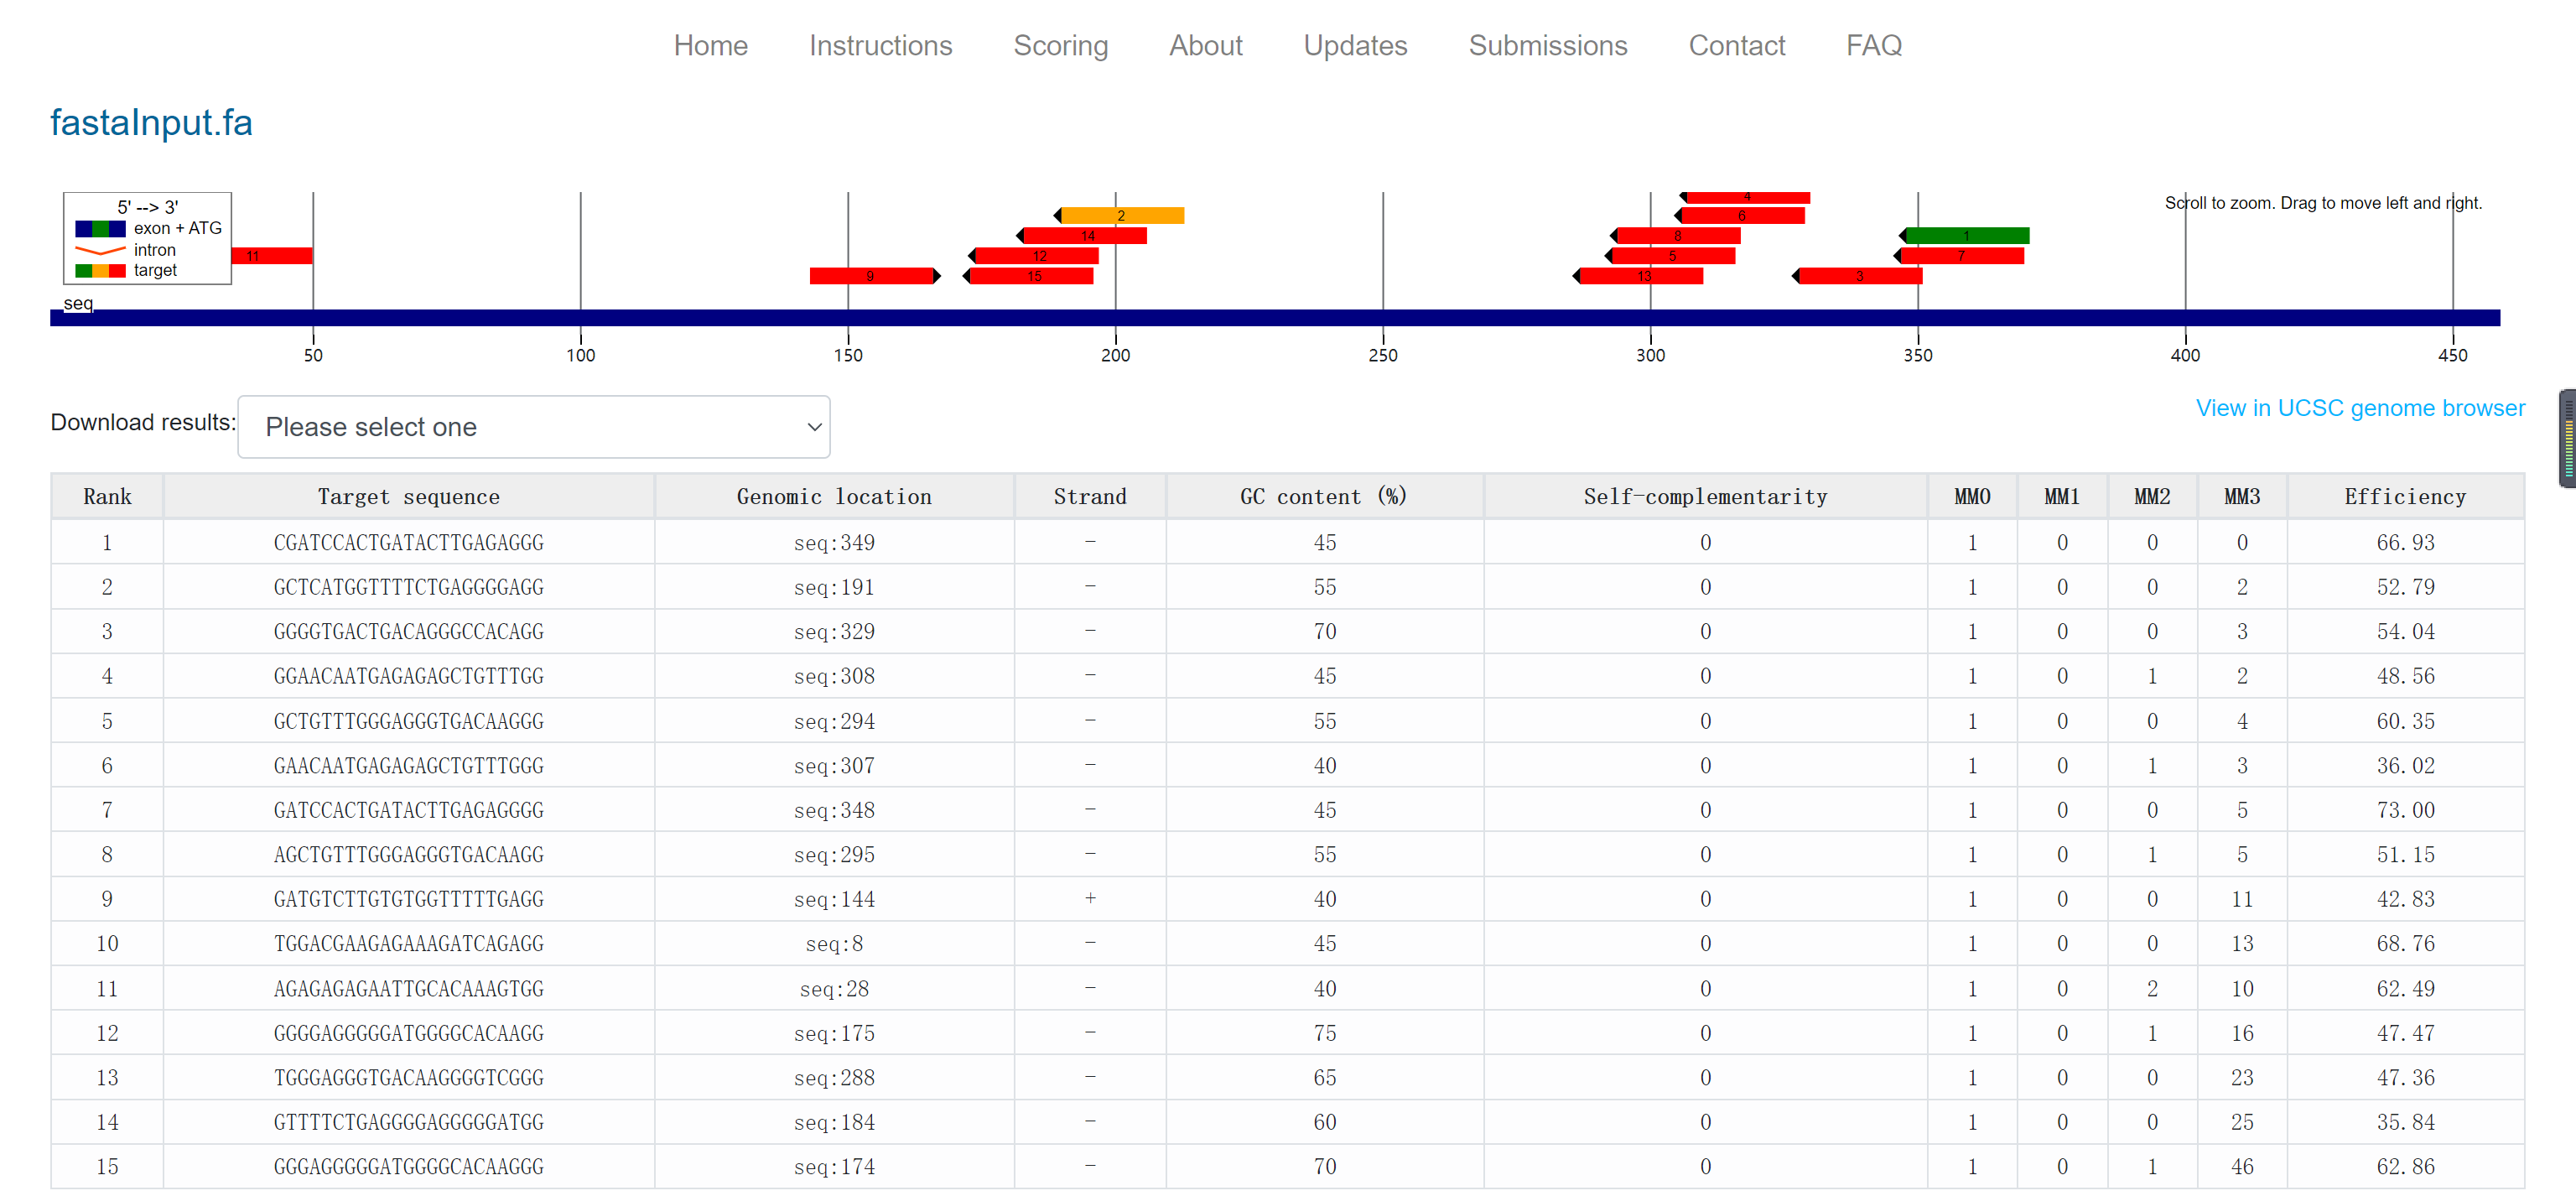 Home Instructions Scoring About Updates Submissions Contact FAQ
fastaInput.fa
5' --> 3'
exon + ATG
intron
target
Scroll to zoom. Drag to move left and right.
4
2 6
14 8 1
11 12 5 7
9 15 13 3
seq
50 100 150 200 250 300 350 400 450
Download results: Please select one
View in UCSC genome browser
Rank Target sequence Genomic location Strand GC content (%) Self-complementarity MM0 MM1 MM2 MM3 Efficiency
1 CGATCCACTGATACTTGAGAGGG seq:349 - 45 0 1 0 0 0 66.93
2 GCTCATGGTTTTCTGAGGGGAGG seq:191 - 55 0 1 0 0 2 52.79
3 GGGGTGACTGACAGGGCCACAGG seq:329 - 70 0 1 0 0 3 54.04
4 GGAACAATGAGAGAGCTGTTTGG seq:308 - 45 0 1 0 1 2 48.56
5 GCTGTTTGGGAGGGTGACAAGGG seq:294 - 55 0 1 0 0 4 60.35
6 GAACAATGAGAGAGCTGTTTGGG seq:307 - 40 0 1 0 1 3 36.02
7 GATCCACTGATACTTGAGAGGGG seq:348 - 45 0 1 0 0 5 73.00
8 AGCTGTTTGGGAGGGTGACAAGG seq:295 - 55 0 1 0 1 5 51.15
9 GATGTCTTGTGTGGTTTTTGAGG seq:144 + 40 0 1 0 0 11 42.83
10 TGGACGAAGAGAAAGATCAGAGG seq:8 - 45 0 1 0 0 13 68.76
11 AGAGAGAGAATTGCACAAAGTGG seq:28 - 40 0 1 0 2 10 62.49
12 GGGGAGGGGGATGGGGCACAAGG seq:175 - 75 0 1 0 1 16 47.47
13 TGGGAGGGTGACAAGGGGTCGGG seq:288 - 65 0 1 0 0 23 47.36
14 GTTTTCTGAGGGGAGGGGGATGG seq:184 - 60 0 1 0 0 25 35.84
15 GGGAGGGGGATGGGGCACAAGGG seq:174 - 70 0 1 0 1 46 62.86